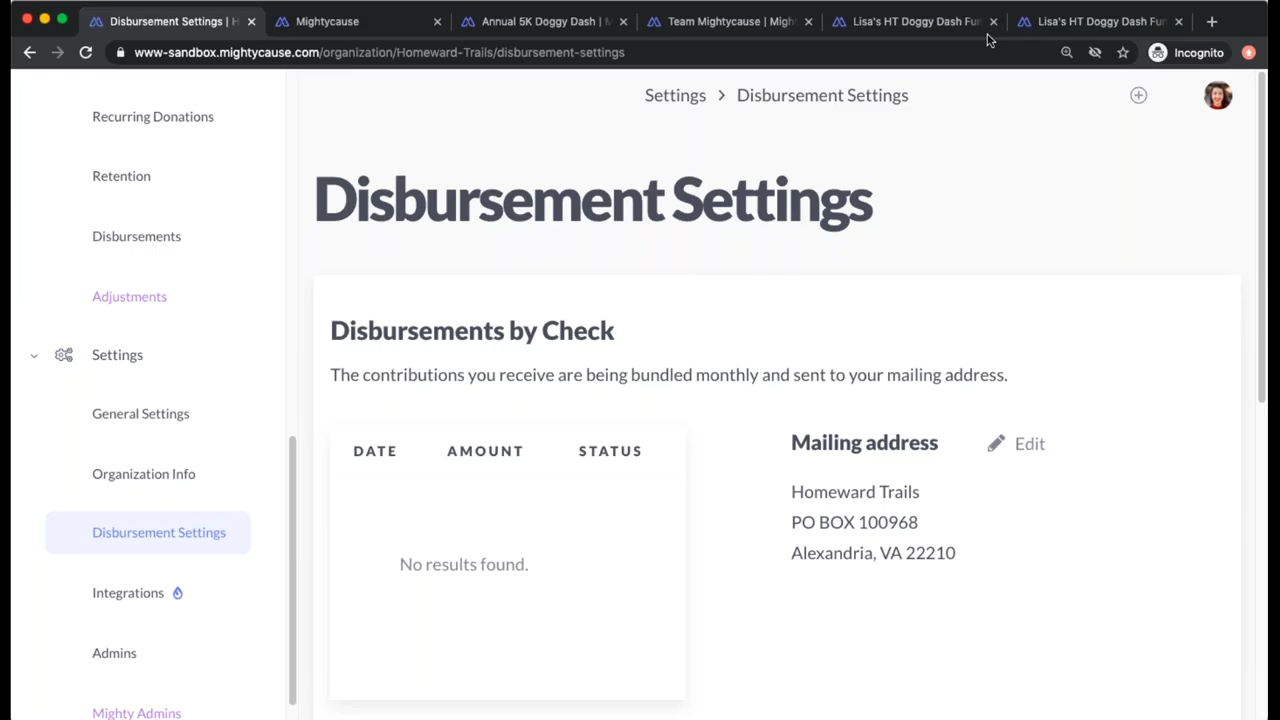 Disbursement Settings | H
Mightycause
Annual 5K Doggy Dash | M
Team Mightycause | Might
Lisa's HT Doggy Dash Fun
Lisa's HT Doggy Dash Fun
www-sandbox.mightycause.com/organization/Homeward-Trails/disbursement-settings
Incognito
Recurring Donations
Retention
Disbursements
Adjustments
Settings
General Settings
Organization Info
Disbursement Settings
Integrations
Admins
Mighty Admins
Settings > Disbursement Settings
Disbursement Settings
Disbursements by Check
The contributions you receive are being bundled monthly and sent to your mailing address.
DATE AMOUNT STATUS
No results found.
Mailing address Edit
Homeward Trails
PO BOX 100968
Alexandria, VA 22210